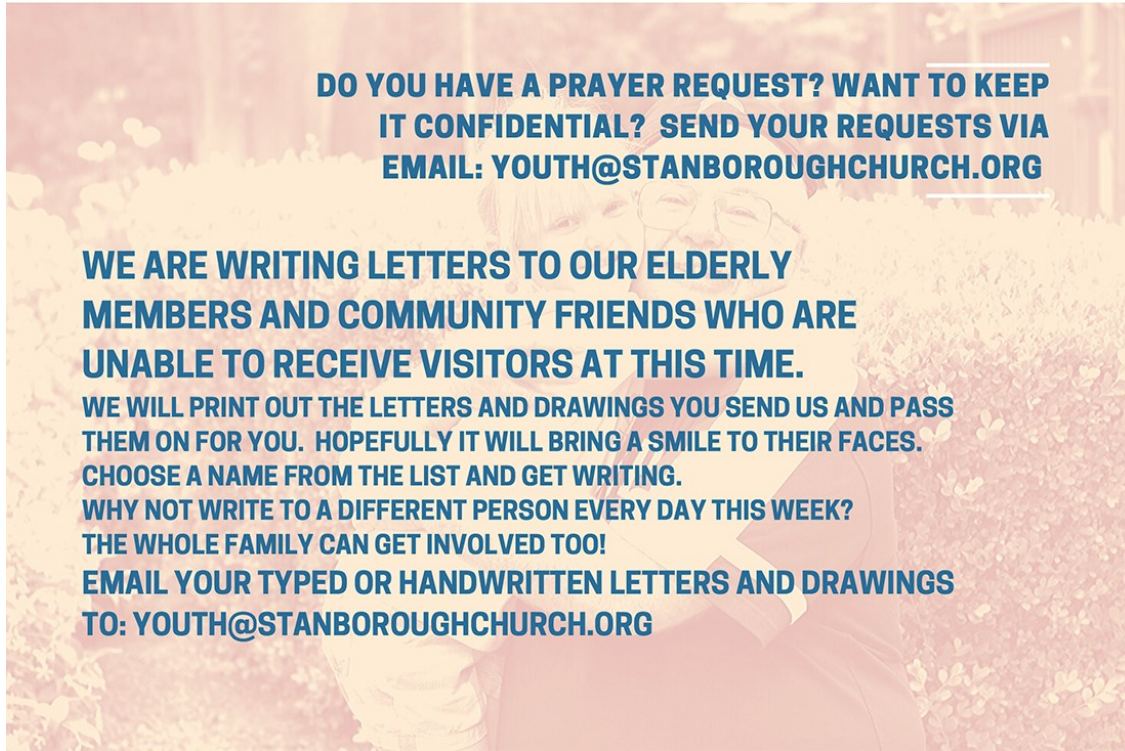 DO YOU HAVE A PRAYER REQUEST? WANT TO KEEP
IT CONFIDENTIAL?  SEND YOUR REQUESTS VIA
EMAIL: YOUTH@STANBOROUGHCHURCH.ORG
WE ARE WRITING LETTERS TO OUR ELDERLY
MEMBERS AND COMMUNITY FRIENDS WHO ARE
UNABLE TO RECEIVE VISITORS AT THIS TIME.
WE WILL PRINT OUT THE LETTERS AND DRAWINGS YOU SEND US AND PASS
THEM ON FOR YOU.  HOPEFULLY IT WILL BRING A SMILE TO THEIR FACES.
CHOOSE A NAME FROM THE LIST AND GET WRITING.
WHY NOT WRITE TO A DIFFERENT PERSON EVERY DAY THIS WEEK?
THE WHOLE FAMILY CAN GET INVOLVED TOO!
EMAIL YOUR TYPED OR HANDWRITTEN LETTERS AND DRAWINGS
TO: YOUTH@STANBOROUGHCHURCH.ORG